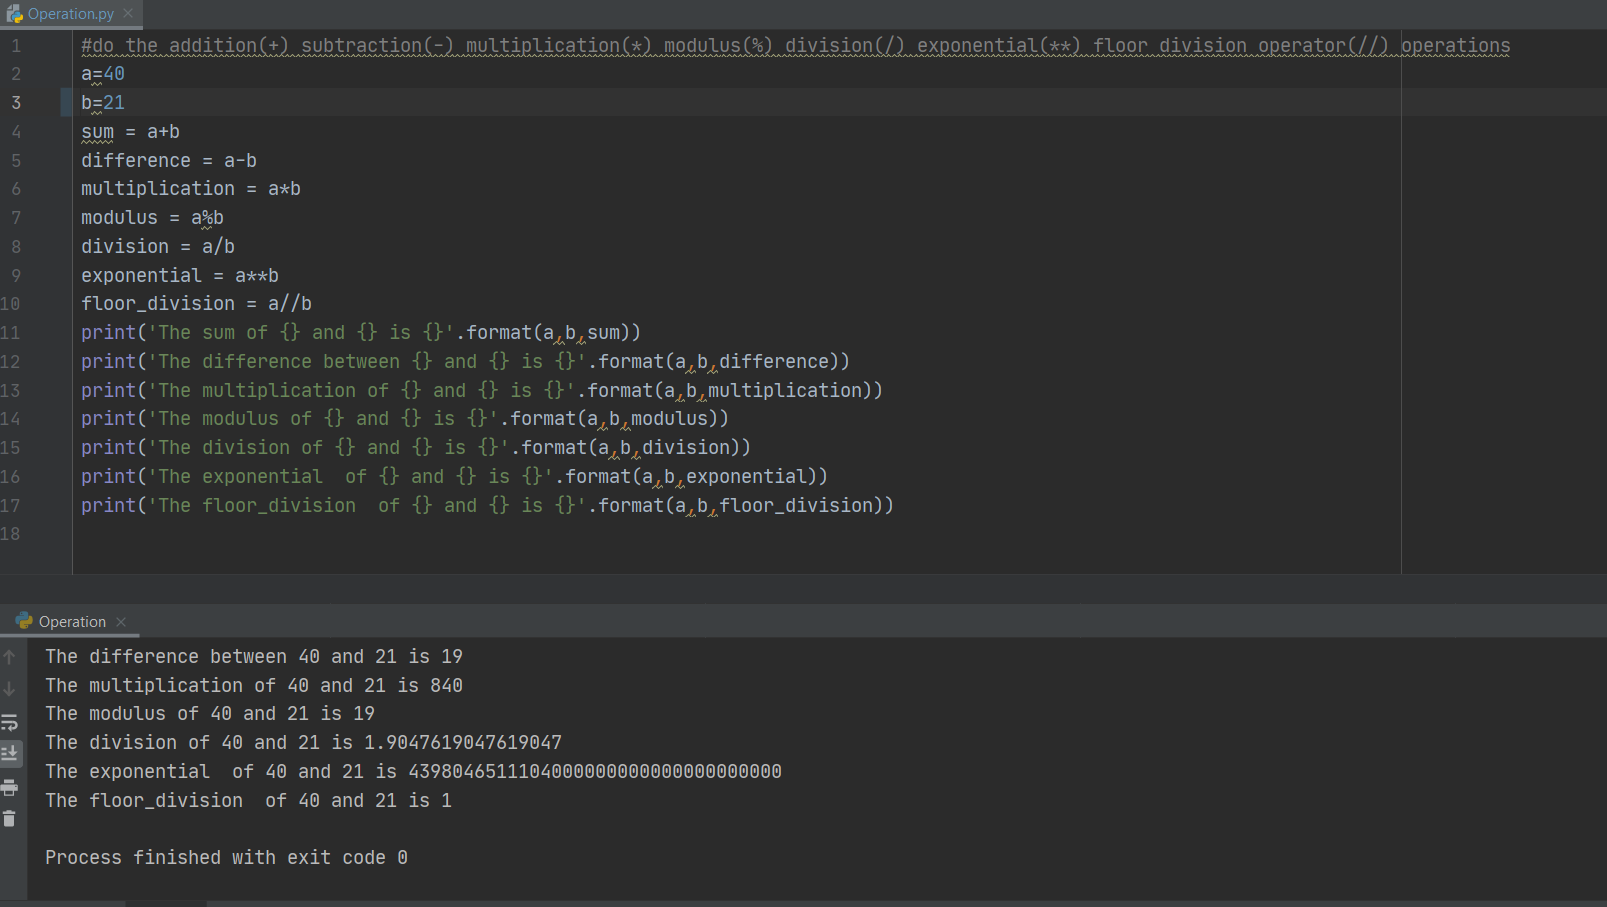 Operation.py
1 #do the addition(+) subtraction(-) multiplication(*) modulus(%) division(/) exponential(**) floor division operator(//) operations
2 a=40
3 b=21
4 sum = a+b
5 difference = a-b
6 multiplication = a*b
7 modulus = a%b
8 division = a/b
9 exponential = a**b
10 floor_division = a//b
11 print('The sum of {} and {} is {}'.format(a,b,sum))
12 print('The difference between {} and {} is {}'.format(a,b,difference))
13 print('The multiplication of {} and {} is {}'.format(a,b,multiplication))
14 print('The modulus of {} and {} is {}'.format(a,b,modulus))
15 print('The division of {} and {} is {}'.format(a,b,division))
16 print('The exponential  of {} and {} is {}'.format(a,b,exponential))
17 print('The floor_division  of {} and {} is {}'.format(a,b,floor_division))
18
Operation
The difference between 40 and 21 is 19
The multiplication of 40 and 21 is 840
The modulus of 40 and 21 is 19
The division of 40 and 21 is 1.9047619047619047
The exponential  of 40 and 21 is 4398046511104000000000000000000000
The floor_division  of 40 and 21 is 1
Process finished with exit code 0